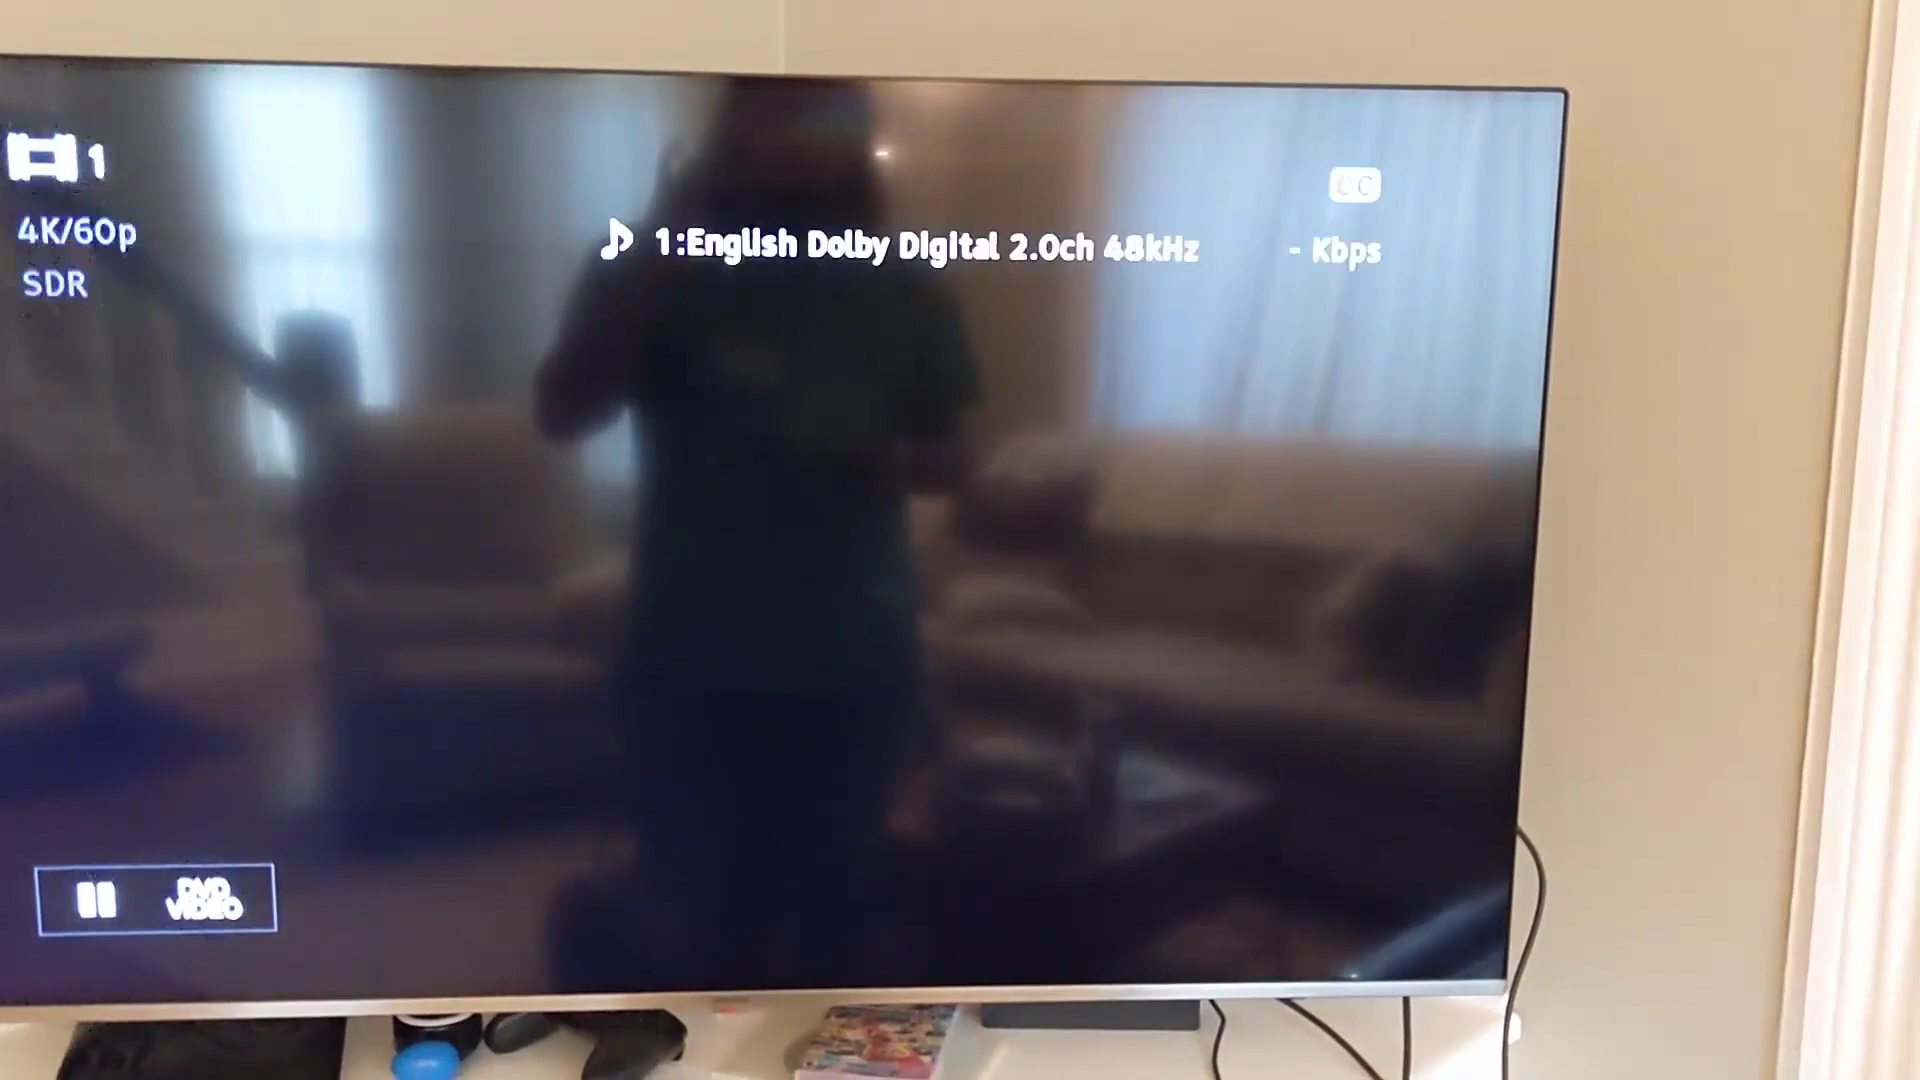 1
CC
4K/60p
1:English Dolby Digital 2.0ch 48kHz
- Kbps
SDR
DVD
VIDEO